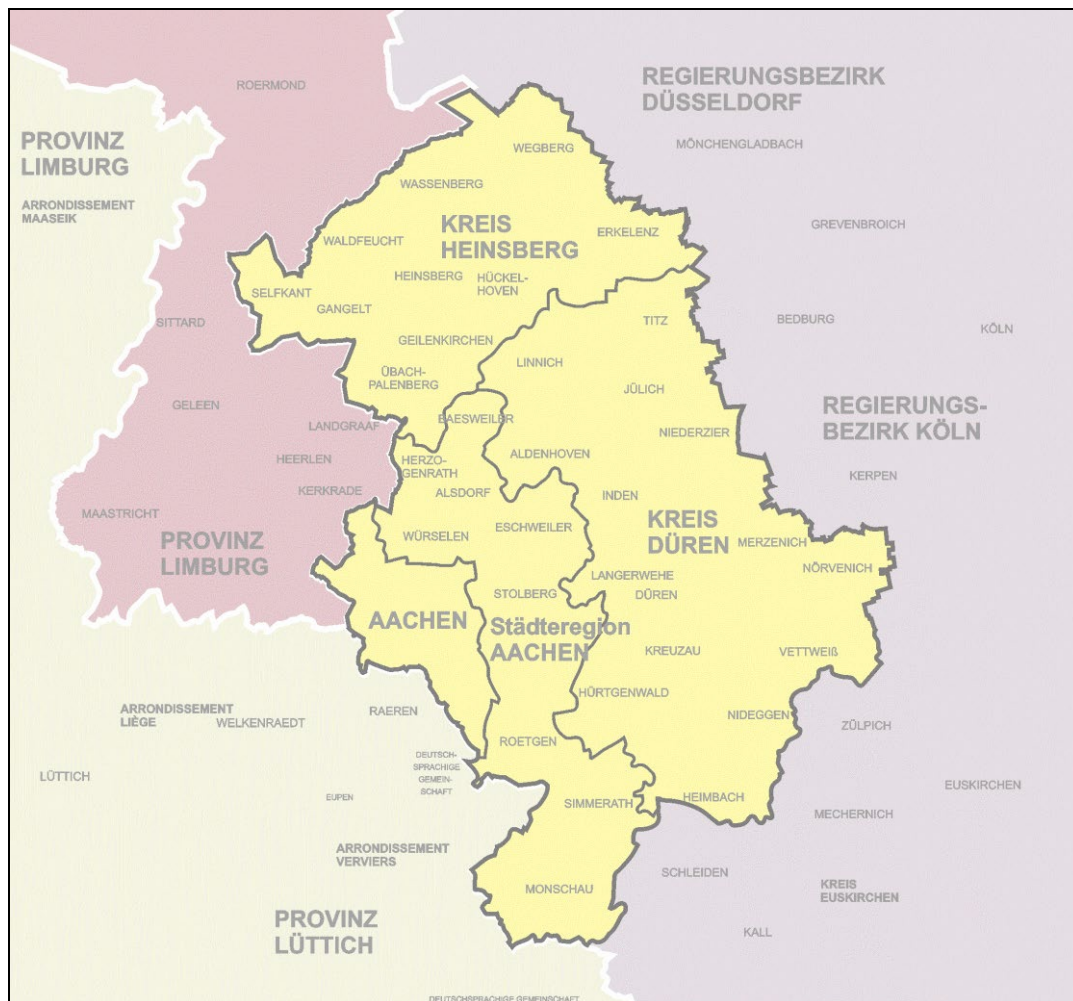 ROERMOND
REGIERUNGSBEZIRK
DÜSSELDORF
MÖNCHENGLADBACH
PROVINZ
LIMBURG
ARRONDISSEMENT
MAASEIK
WEGBERG
WASSENBERG
KREIS
HEINSBERG
ERKELENZ
GREVENBROICH
WALDFEUCHT
HEINSBERG
HÜCKEL-
HOVEN
SELFKANT
GANGELT
SITTARD
TITZ
BEDBURG
KÖLN
GEILENKIRCHEN
LINNICH
ÜBACH-
PALENBERG
JÜLICH
GELEEN
LANDGRAAF
BAESWEILER
NIEDERZIER
REGIERUNGS-
BEZIRK KÖLN
HEERLEN
HERZO-
GENRATH
ALDENHOVEN
KERPEN
KERKRADE
ALSDORF
INDEN
MAASTRICHT
PROVINZ
LIMBURG
WÜRSELEN
ESCHWEILER
KREIS
DÜREN
MERZENICH
NÖRVENICH
LANGERWEHE
DÜREN
STOLBERG
AACHEN
Städteregion
AACHEN
KREUZAU
VETTWEIß
HÜRTGENWALD
ARRONDISSEMENT
LIÈGE
WELKENRAEDT
RAEREN
NIDEGGEN
ZÜLPICH
ROETGEN
LÜTTICH
DEUTSCH-
SPRACHIGE
GEMEIN-
SCHAFT
EUPEN
SIMMERATH
HEIMBACH
EUSKIRCHEN
MECHERNICH
ARRONDISSEMENT
VERVIERS
SCHLEIDEN
MONSCHAU
KREIS
EUSKIRCHEN
PROVINZ
LÜTTICH
KALL
DEUTSCHSPRACHIGE GEMEINSCHAFT